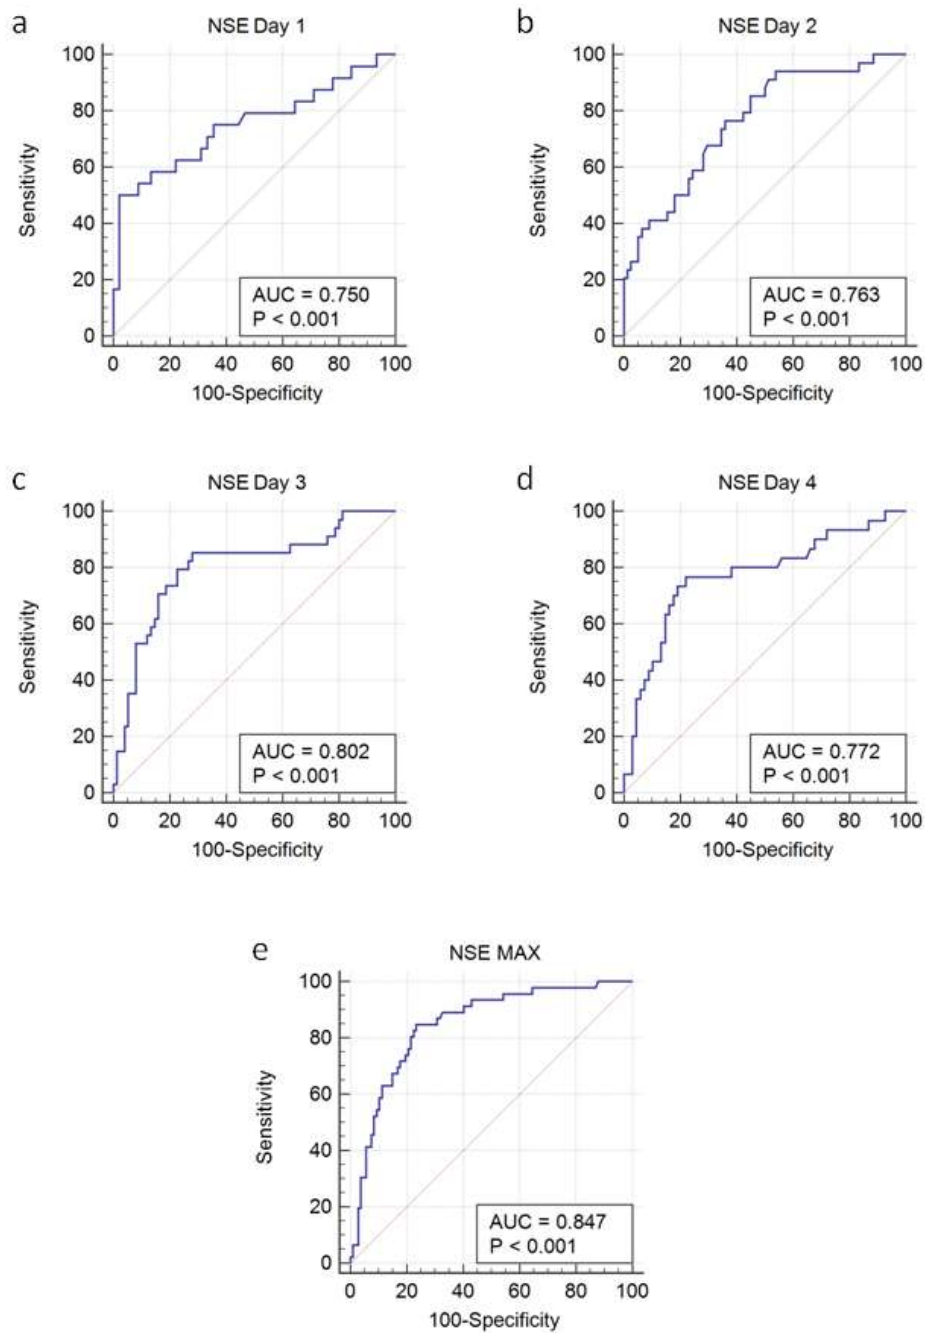 a
NSE Day 1
100
80
60
40
20
0
Sensitivity
AUC = 0.750
P < 0.001
0 20 40 60 80 100
100-Specificity
b
NSE Day 2
100
80
60
40
20
0
Sensitivity
AUC = 0.763
P < 0.001
0 20 40 60 80 100
100-Specificity
c
NSE Day 3
100
80
60
40
20
0
Sensitivity
AUC = 0.802
P < 0.001
0 20 40 60 80 100
100-Specificity
d
NSE Day 4
100
80
60
40
20
0
Sensitivity
AUC = 0.772
P < 0.001
0 20 40 60 80 100
100-Specificity
e
NSE MAX
100
80
60
40
20
0
Sensitivity
AUC = 0.847
P < 0.001
0 20 40 60 80 100
100-Specificity